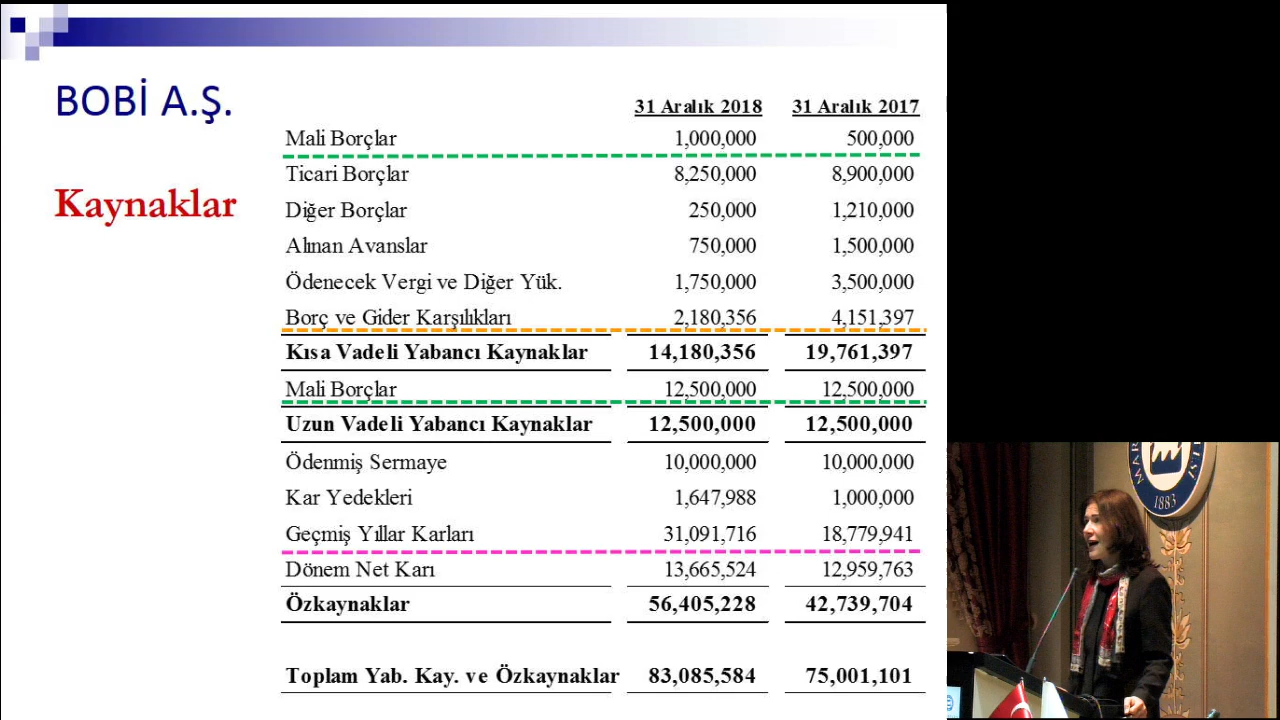 BOBİ A.Ş.
Kaynaklar
31 Aralık 2018 31 Aralık 2017
Mali Borçlar 1,000,000 500,000
Ticari Borçlar 8,250,000 8,900,000
Diğer Borçlar 250,000 1,210,000
Alınan Avanslar 750,000 1,500,000
Ödenecek Vergi ve Diğer Yük. 1,750,000 3,500,000
Borç ve Gider Karşılıkları 2,180,356 4,151,397
Kısa Vadeli Yabancı Kaynaklar 14,180,356 19,761,397
Mali Borçlar 12,500,000 12,500,000
Uzun Vadeli Yabancı Kaynaklar 12,500,000 12,500,000
Ödenmiş Sermaye 10,000,000 10,000,000
Kar Yedekleri 1,647,988 1,000,000
Geçmiş Yıllar Karları 31,091,716 18,779,941
Dönem Net Karı 13,665,524 12,959,763
Özkaynaklar 56,405,228 42,739,704
Toplam Yab. Kay. ve Özkaynaklar 83,085,584 75,001,101
1883